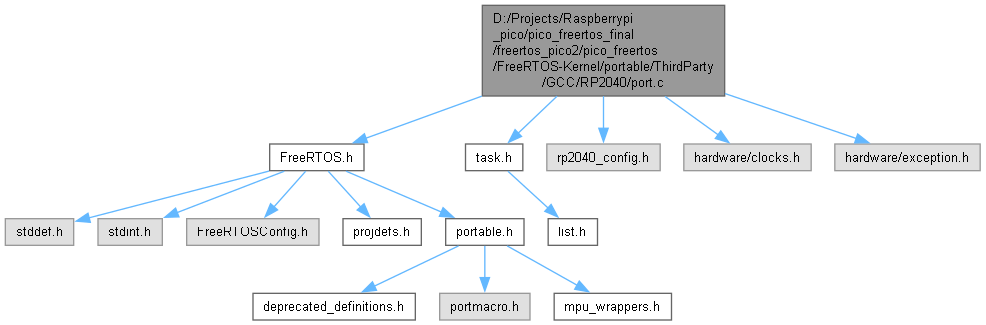 D:/Projects/Raspberrypi
_pico/pico_freertos_final
/freertos_pico2/pico_freertos
/FreeRTOS-Kernel/portable/ThirdParty
/GCC/RP2040/port.c
FreeRTOS.h
task.h
rp2040_config.h
hardware/clocks.h
hardware/exception.h
stddef.h
stdint.h
FreeRTOSConfig.h
projdefs.h
portable.h
list.h
deprecated_definitions.h
portmacro.h
mpu_wrappers.h